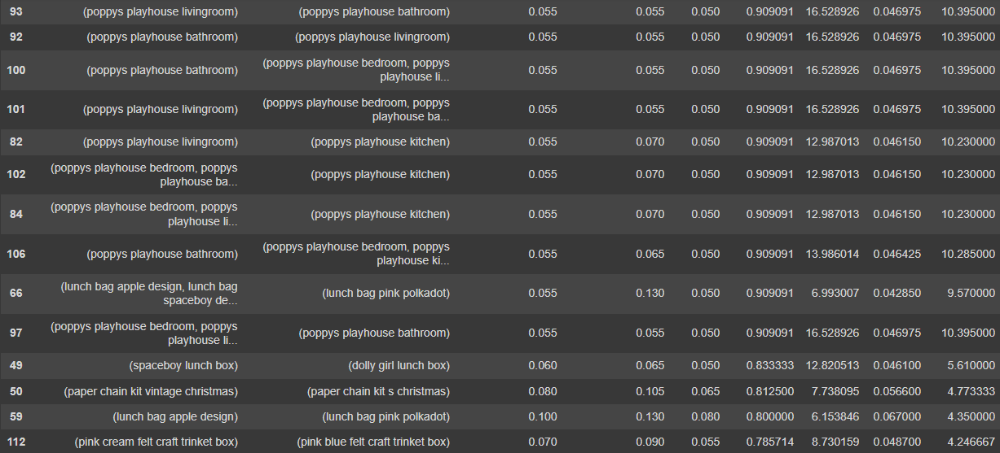 93 (poppys playhouse livingroom) (poppys playhouse bathroom) 0.055 0.055 0.050 0.909091 16.528926 0.046975 10.395000
92 (poppys playhouse bathroom) (poppys playhouse livingroom) 0.055 0.055 0.050 0.909091 16.528926 0.046975 10.395000
100 (poppys playhouse bathroom) (poppys playhouse bedroom, poppys playhouse li... 0.055 0.055 0.050 0.909091 16.528926 0.046975 10.395000
101 (poppys playhouse livingroom) (poppys playhouse bedroom, poppys playhouse ba... 0.055 0.055 0.050 0.909091 16.528926 0.046975 10.395000
82 (poppys playhouse livingroom) (poppys playhouse kitchen) 0.055 0.070 0.050 0.909091 12.987013 0.046150 10.230000
102 (poppys playhouse bedroom, poppys playhouse ba... (poppys playhouse kitchen) 0.055 0.070 0.050 0.909091 12.987013 0.046150 10.230000
84 (poppys playhouse bedroom, poppys playhouse li... (poppys playhouse kitchen) 0.055 0.070 0.050 0.909091 12.987013 0.046150 10.230000
106 (poppys playhouse bathroom) (poppys playhouse bedroom, poppys playhouse ki... 0.055 0.065 0.050 0.909091 13.986014 0.046425 10.285000
66 (lunch bag apple design, lunch bag spaceboy de... (lunch bag pink polkadot) 0.055 0.130 0.050 0.909091 6.993007 0.042850 9.570000
97 (poppys playhouse bedroom, poppys playhouse li... (poppys playhouse bathroom) 0.055 0.055 0.050 0.909091 16.528926 0.046975 10.395000
49 (spaceboy lunch box) (dolly girl lunch box) 0.060 0.065 0.050 0.833333 12.820513 0.046100 5.610000
50 (paper chain kit vintage christmas) (paper chain kit s christmas) 0.080 0.105 0.065 0.812500 7.738095 0.056600 4.773333
59 (lunch bag apple design) (lunch bag pink polkadot) 0.100 0.130 0.080 0.800000 6.153846 0.067000 4.350000
112 (pink cream felt craft trinket box) (pink blue felt craft trinket box) 0.070 0.090 0.055 0.785714 8.730159 0.048700 4.246667